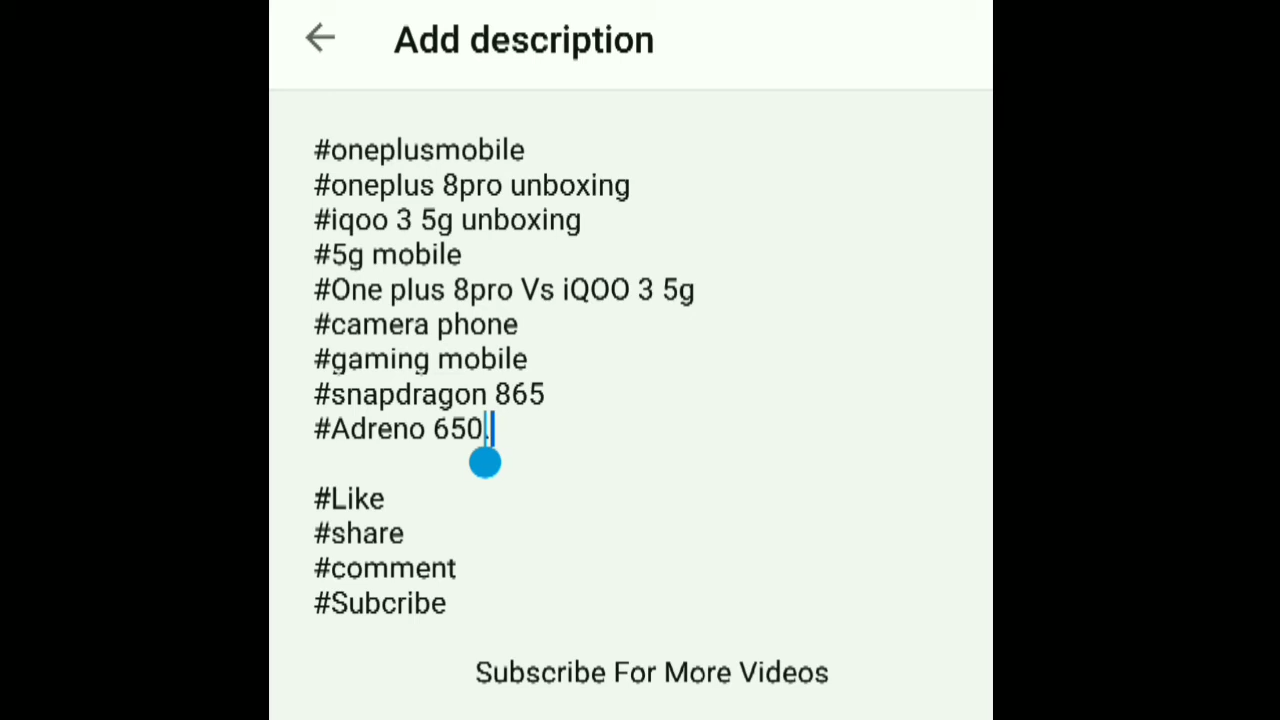 Add description
#oneplusmobile
#oneplus 8pro unboxing
#iqoo 3 5g unboxing
#5g mobile
#One plus 8pro Vs iQOO 3 5g
#camera phone
#gaming mobile
#snapdragon 865
#Adreno 650.
#Like
#share
#comment
#Subcribe
Subscribe For More Videos